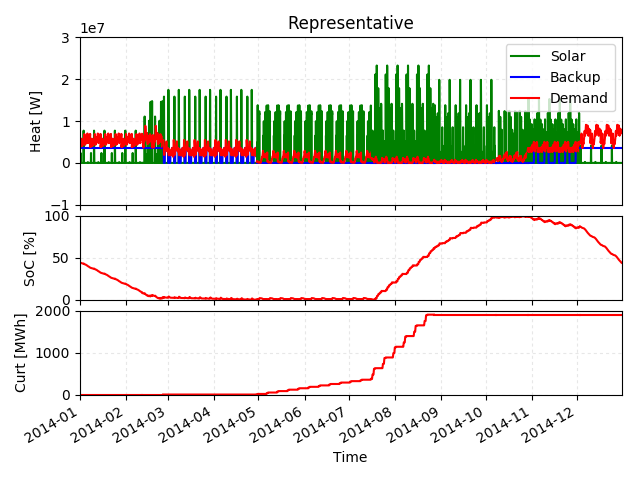 Representative
1e7
Heat [W]
3
2
1
0
−1
Solar
Backup
Demand
SoC [%]
100
50
0
Curt [MWh]
2000
1000
0
2014-01
2014-02
2014-03
2014-04
2014-05
2014-06
2014-07
2014-08
2014-09
2014-10
2014-11
2014-12
Time